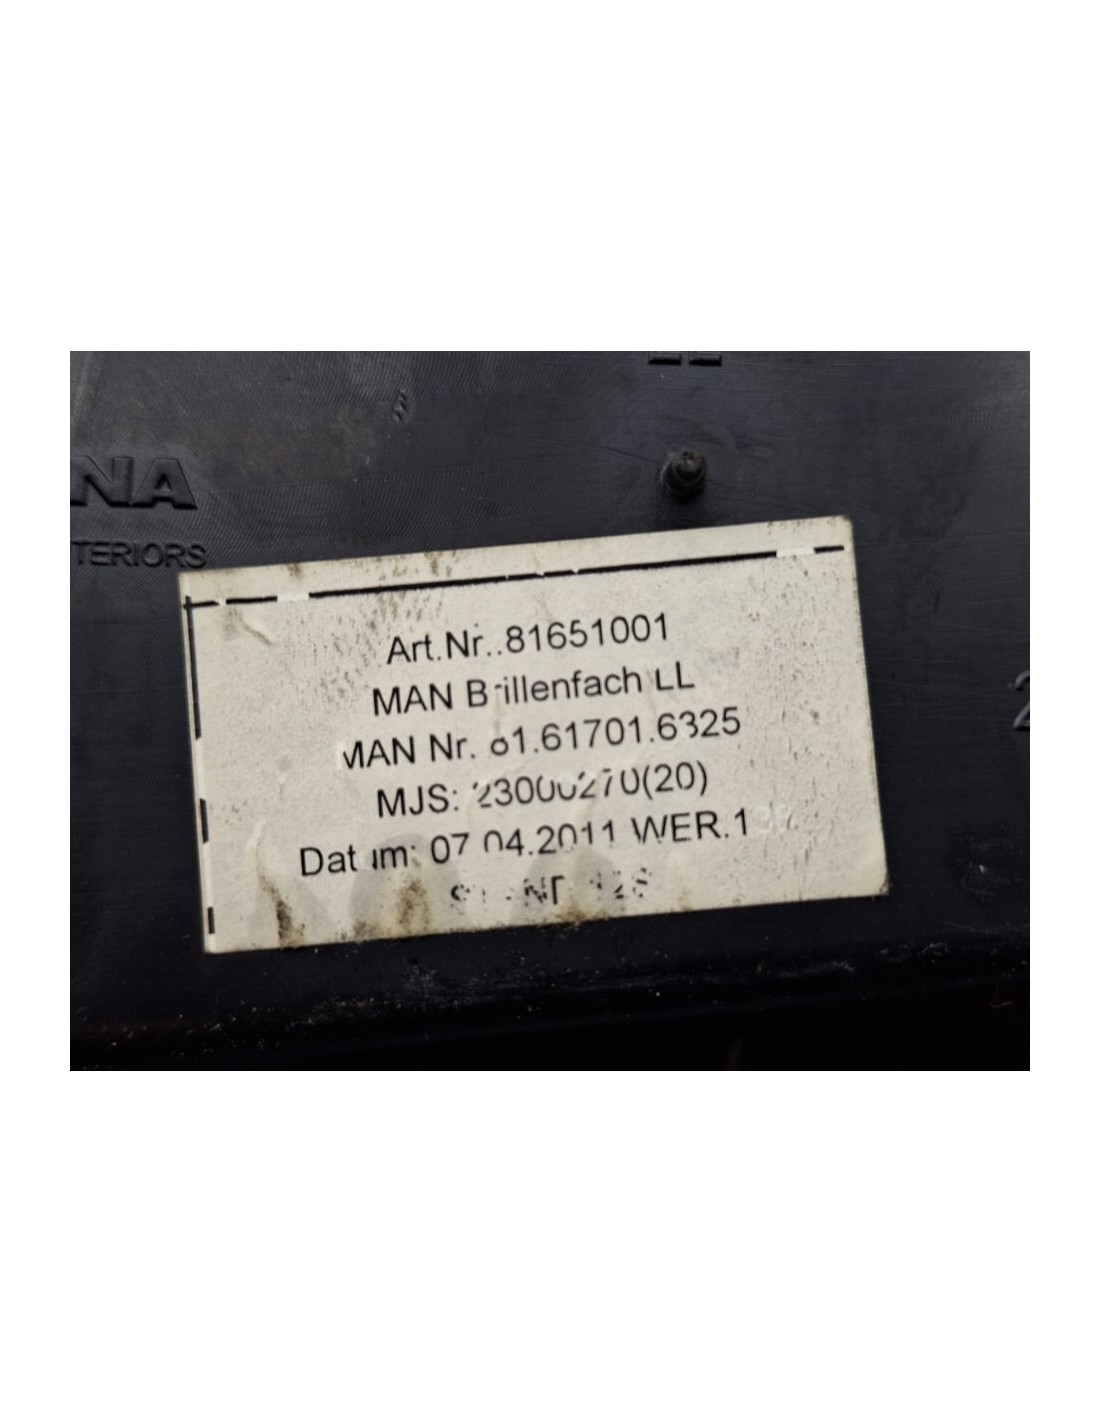 NA
TERIORS
Art.Nr.:81651001
MAN Brillenfach LL
MAN Nr. 81.61701.6325
MJS: 23000270(20)
Datum: 07.04.2011 WER.1